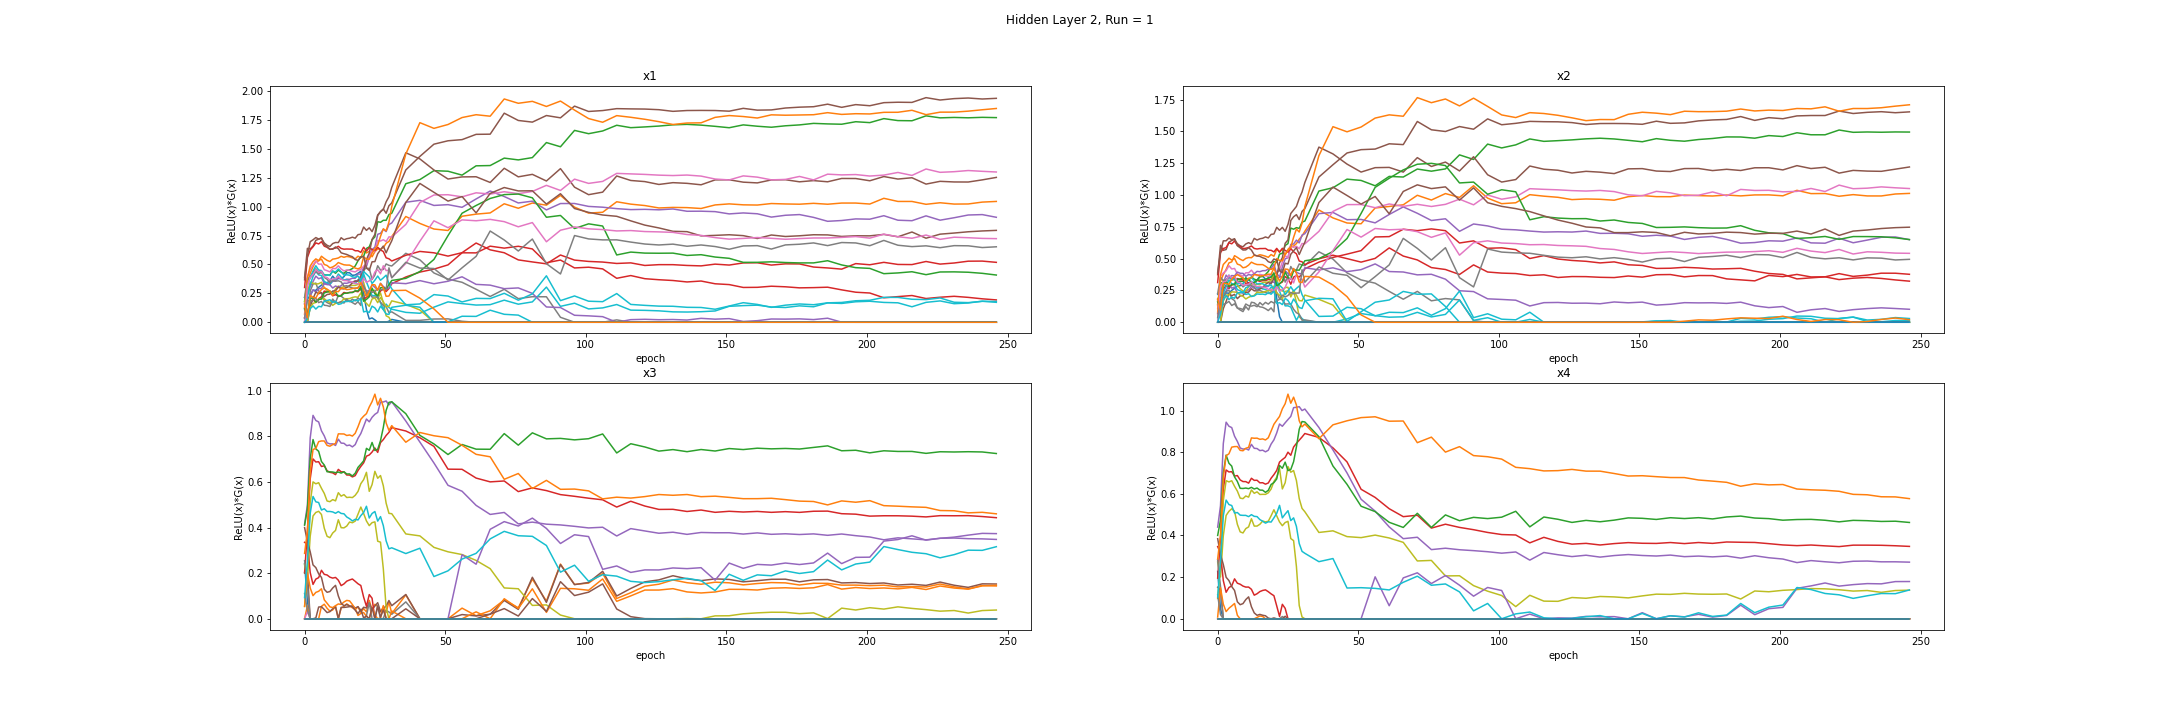 Hidden Layer 2, Run = 1
x1
ReLU(x)*G(x)
2.00
1.75
1.50
1.25
1.00
0.75
0.50
0.25
0.00
0 50 100 150 200 250
epoch
x2
ReLU(x)*G(x)
1.75
1.50
1.25
1.00
0.75
0.50
0.25
0.00
0 50 100 150 200 250
epoch
x3
ReLU(x)*G(x)
1.0
0.8
0.6
0.4
0.2
0.0
0 50 100 150 200 250
epoch
x4
ReLU(x)*G(x)
1.0
0.8
0.6
0.4
0.2
0.0
0 50 100 150 200 250
epoch